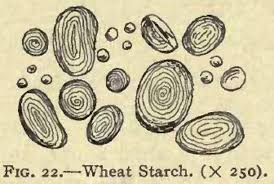 FIG. 22.—Wheat Starch. (× 250).